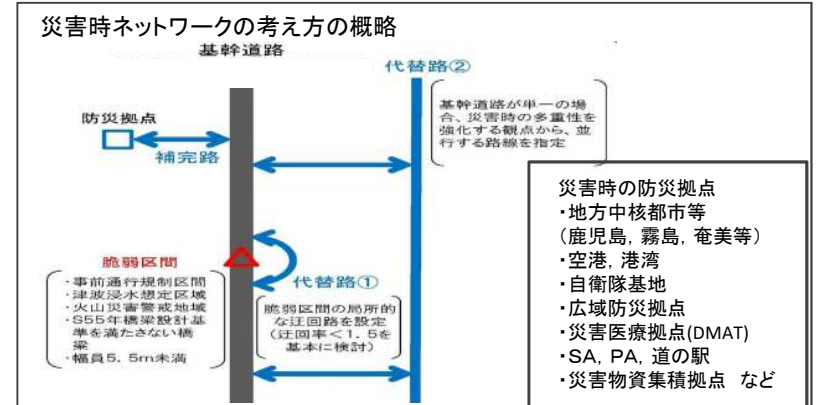 災害時ネットワークの考え方の概略
基幹道路
代替路②
基幹道路が単一の場
合、災害時の多重性を
強化する観点から、並
行する路線を指定
防災拠点
補完路
災害時の防災拠点
・地方中核都市等
（鹿児島，霧島，奄美等）
・空港，港湾
・自衛隊基地
・広域防災拠点
・災害医療拠点(DMAT)
・SA，PA，道の駅
・災害物資集積拠点　など
脆弱区間
・事前通行規制区間
・津波浸水想定区域
・火山災害警戒地域
・S55年橋梁設計基
準を満たさない橋
梁
・幅員5．5m未満
代替路①
脆弱区間の局所的
な迂回路を設定
（迂回率＜1．5を
基本に検討）